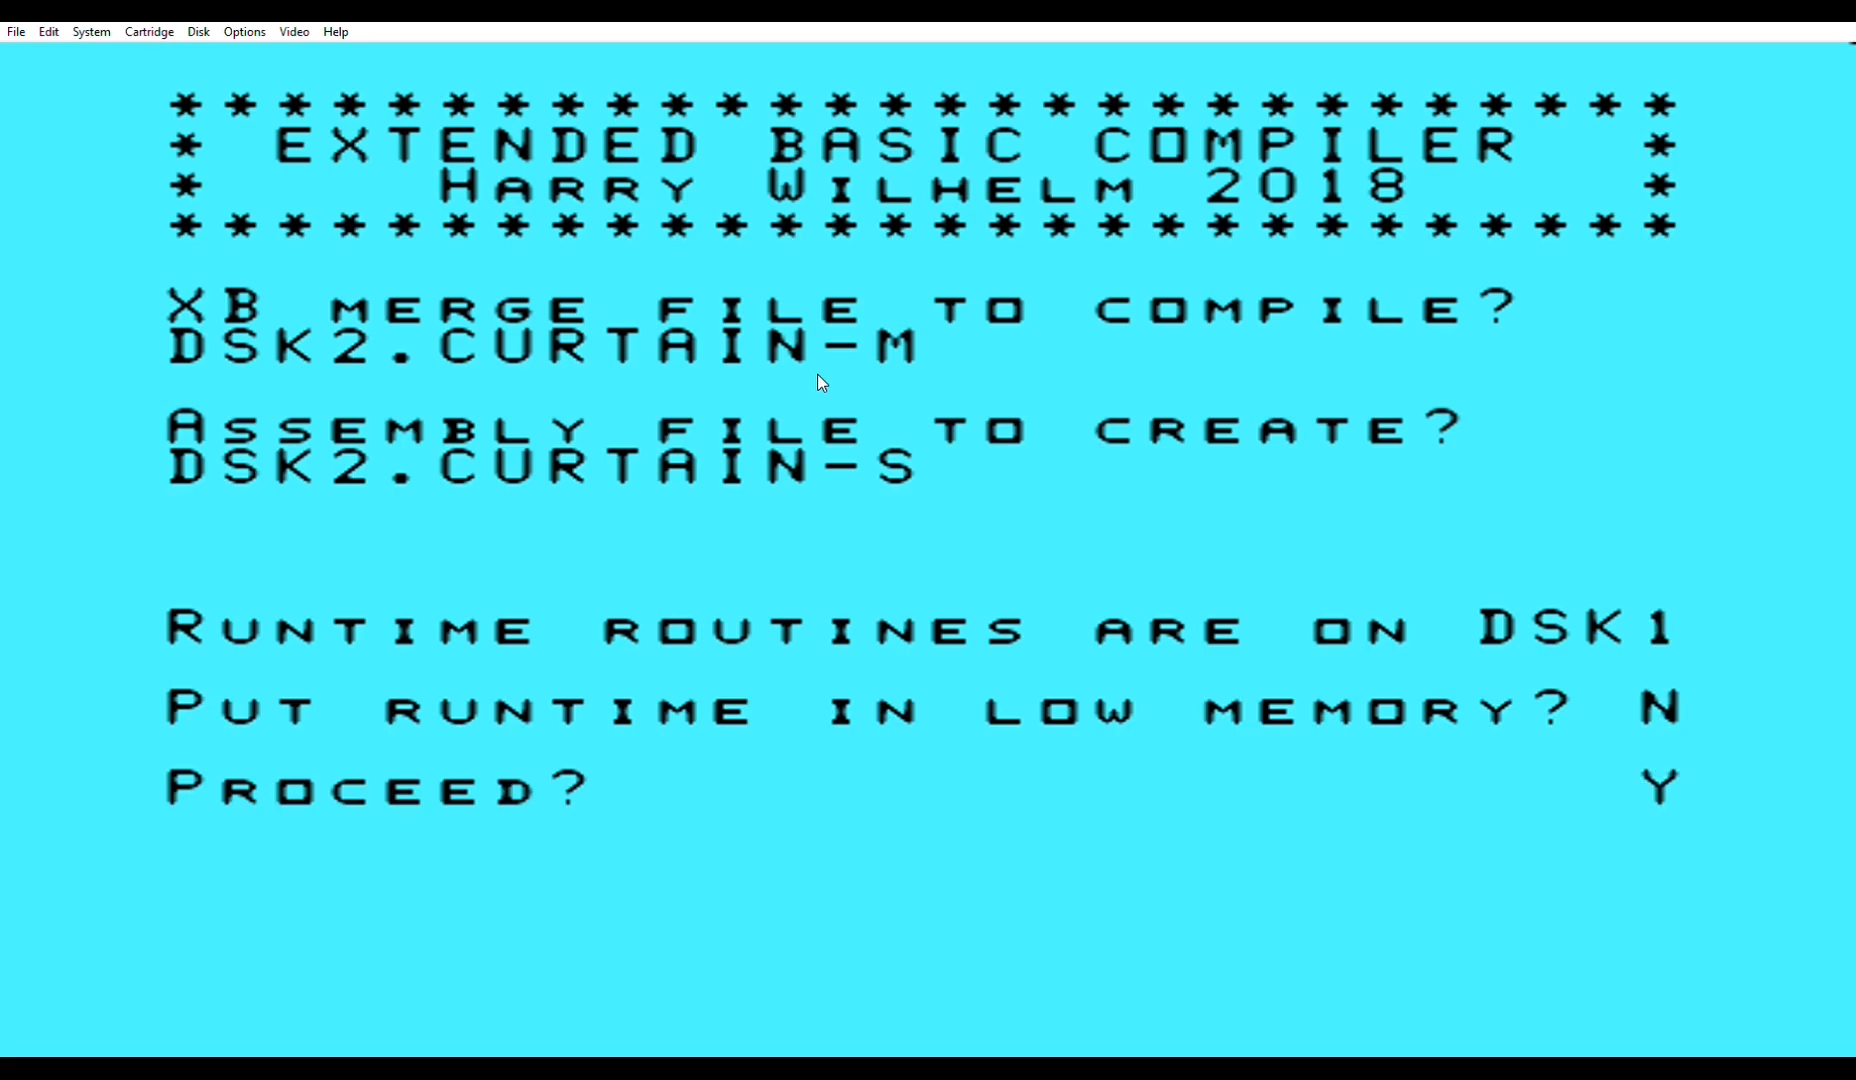 File Edit System Cartridge Disk Options Video Help
* * * * * * * * * * * * * * * * * * * * * * * * * * * *
* EXTENDED BASIC COMPILER *
* Harry Wilhelm 2018 *
* * * * * * * * * * * * * * * * * * * * * * * * * * * *
XB merge file to compile?
DSK2.CURTAIN-M
Assembly file to create?
DSK2.CURTAIN-S
Runtime routines are on DSK1
Put runtime in low memory? N
Proceed? Y